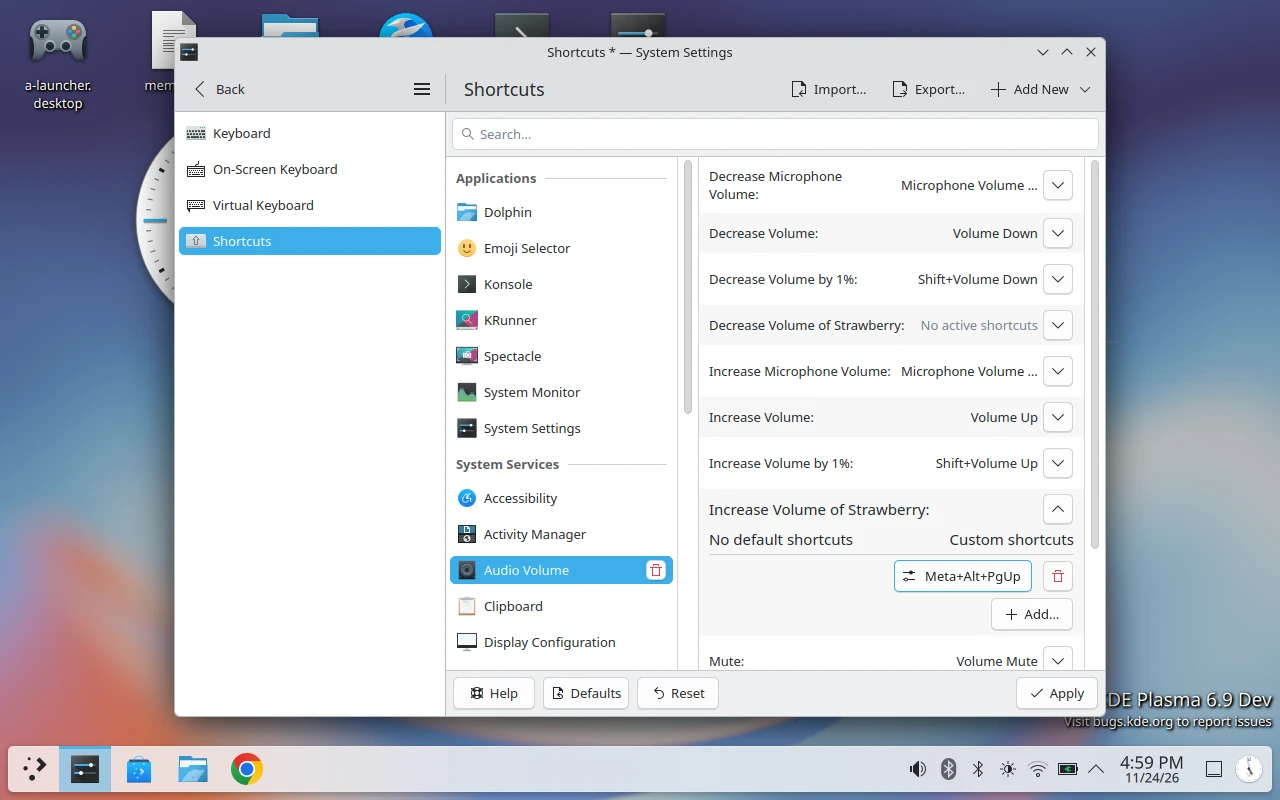 a-launcher.
desktop
mem
Shortcuts * — System Settings
Back
Shortcuts
Import...
Export...
Add New
Search...
Keyboard
On-Screen Keyboard
Virtual Keyboard
Shortcuts
Applications
Dolphin
Emoji Selector
Konsole
KRunner
Spectacle
System Monitor
System Settings
System Services
Accessibility
Activity Manager
Audio Volume
Clipboard
Display Configuration
Decrease Microphone
Volume:
Microphone Volume ...
Decrease Volume:
Volume Down
Decrease Volume by 1%:
Shift+Volume Down
Decrease Volume of Strawberry:
No active shortcuts
Increase Microphone Volume:
Microphone Volume ...
Increase Volume:
Volume Up
Increase Volume by 1%:
Shift+Volume Up
Increase Volume of Strawberry:
No default shortcuts
Custom shortcuts
Meta+Alt+PgUp
Add...
Mute:
Volume Mute
Help
Defaults
Reset
Apply
KDE Plasma 6.9 Dev
Visit bugs.kde.org to report issues
4:59 PM
11/24/26